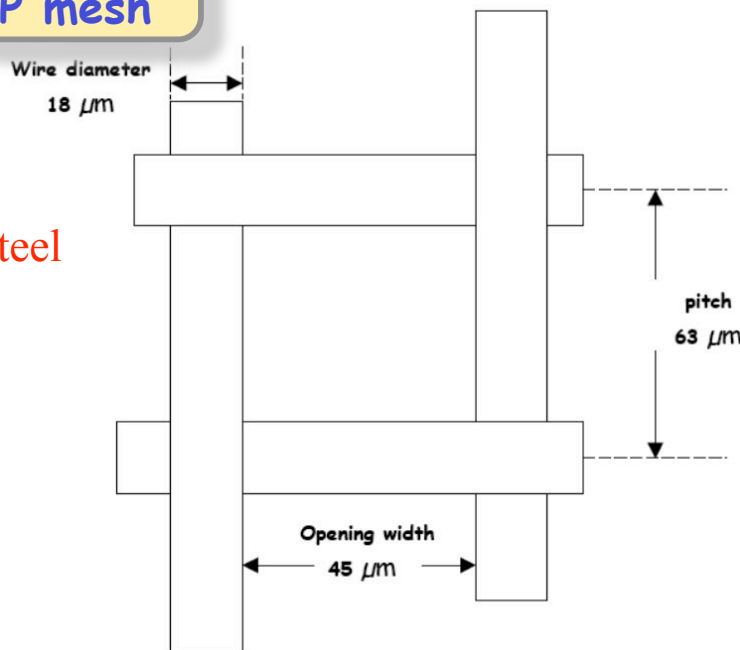 P mesh
Wire diameter
18 μm
teel
pitch
63 μm
Opening width
45 μm